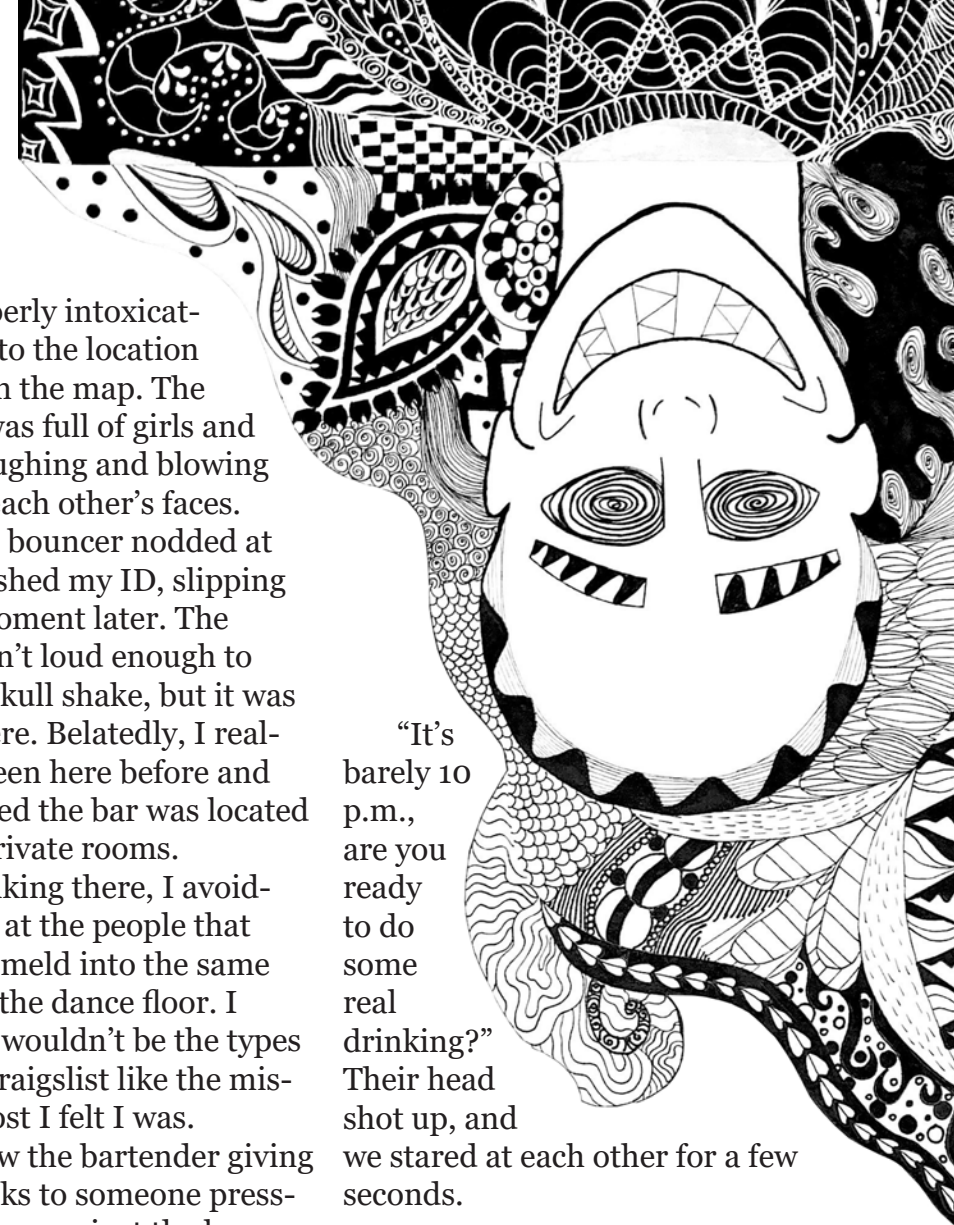 erly intoxicat-
to the location
the map. The
was full of girls and
ughing and blowing
each other’s faces.
bouncer nodded at
shed my ID, slipping
oment later. The
n’t loud enough to
kull shake, but it was
re. Belatedly, I real-
een here before and
ed the bar was located
rivate rooms.
king there, I avoid-
at the people that
meld into the same
the dance floor. I
wouldn’t be the types
raigslist like the mis-
ost I felt I was.
w the bartender giving
ks to someone press-
“It’s
barely 10
p.m.,
are you
ready
to do
some
real
drinking?”
Their head
shot up, and
we stared at each other for a few
seconds.